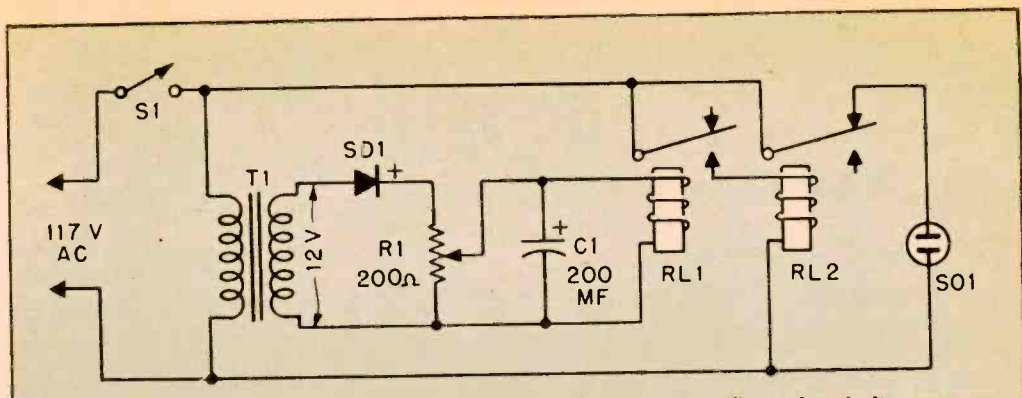 S1
SD1
+
T1
117 V
AC
12 V
R1
200Ω
+
C1
200
MF
RL1
RL2
SO1